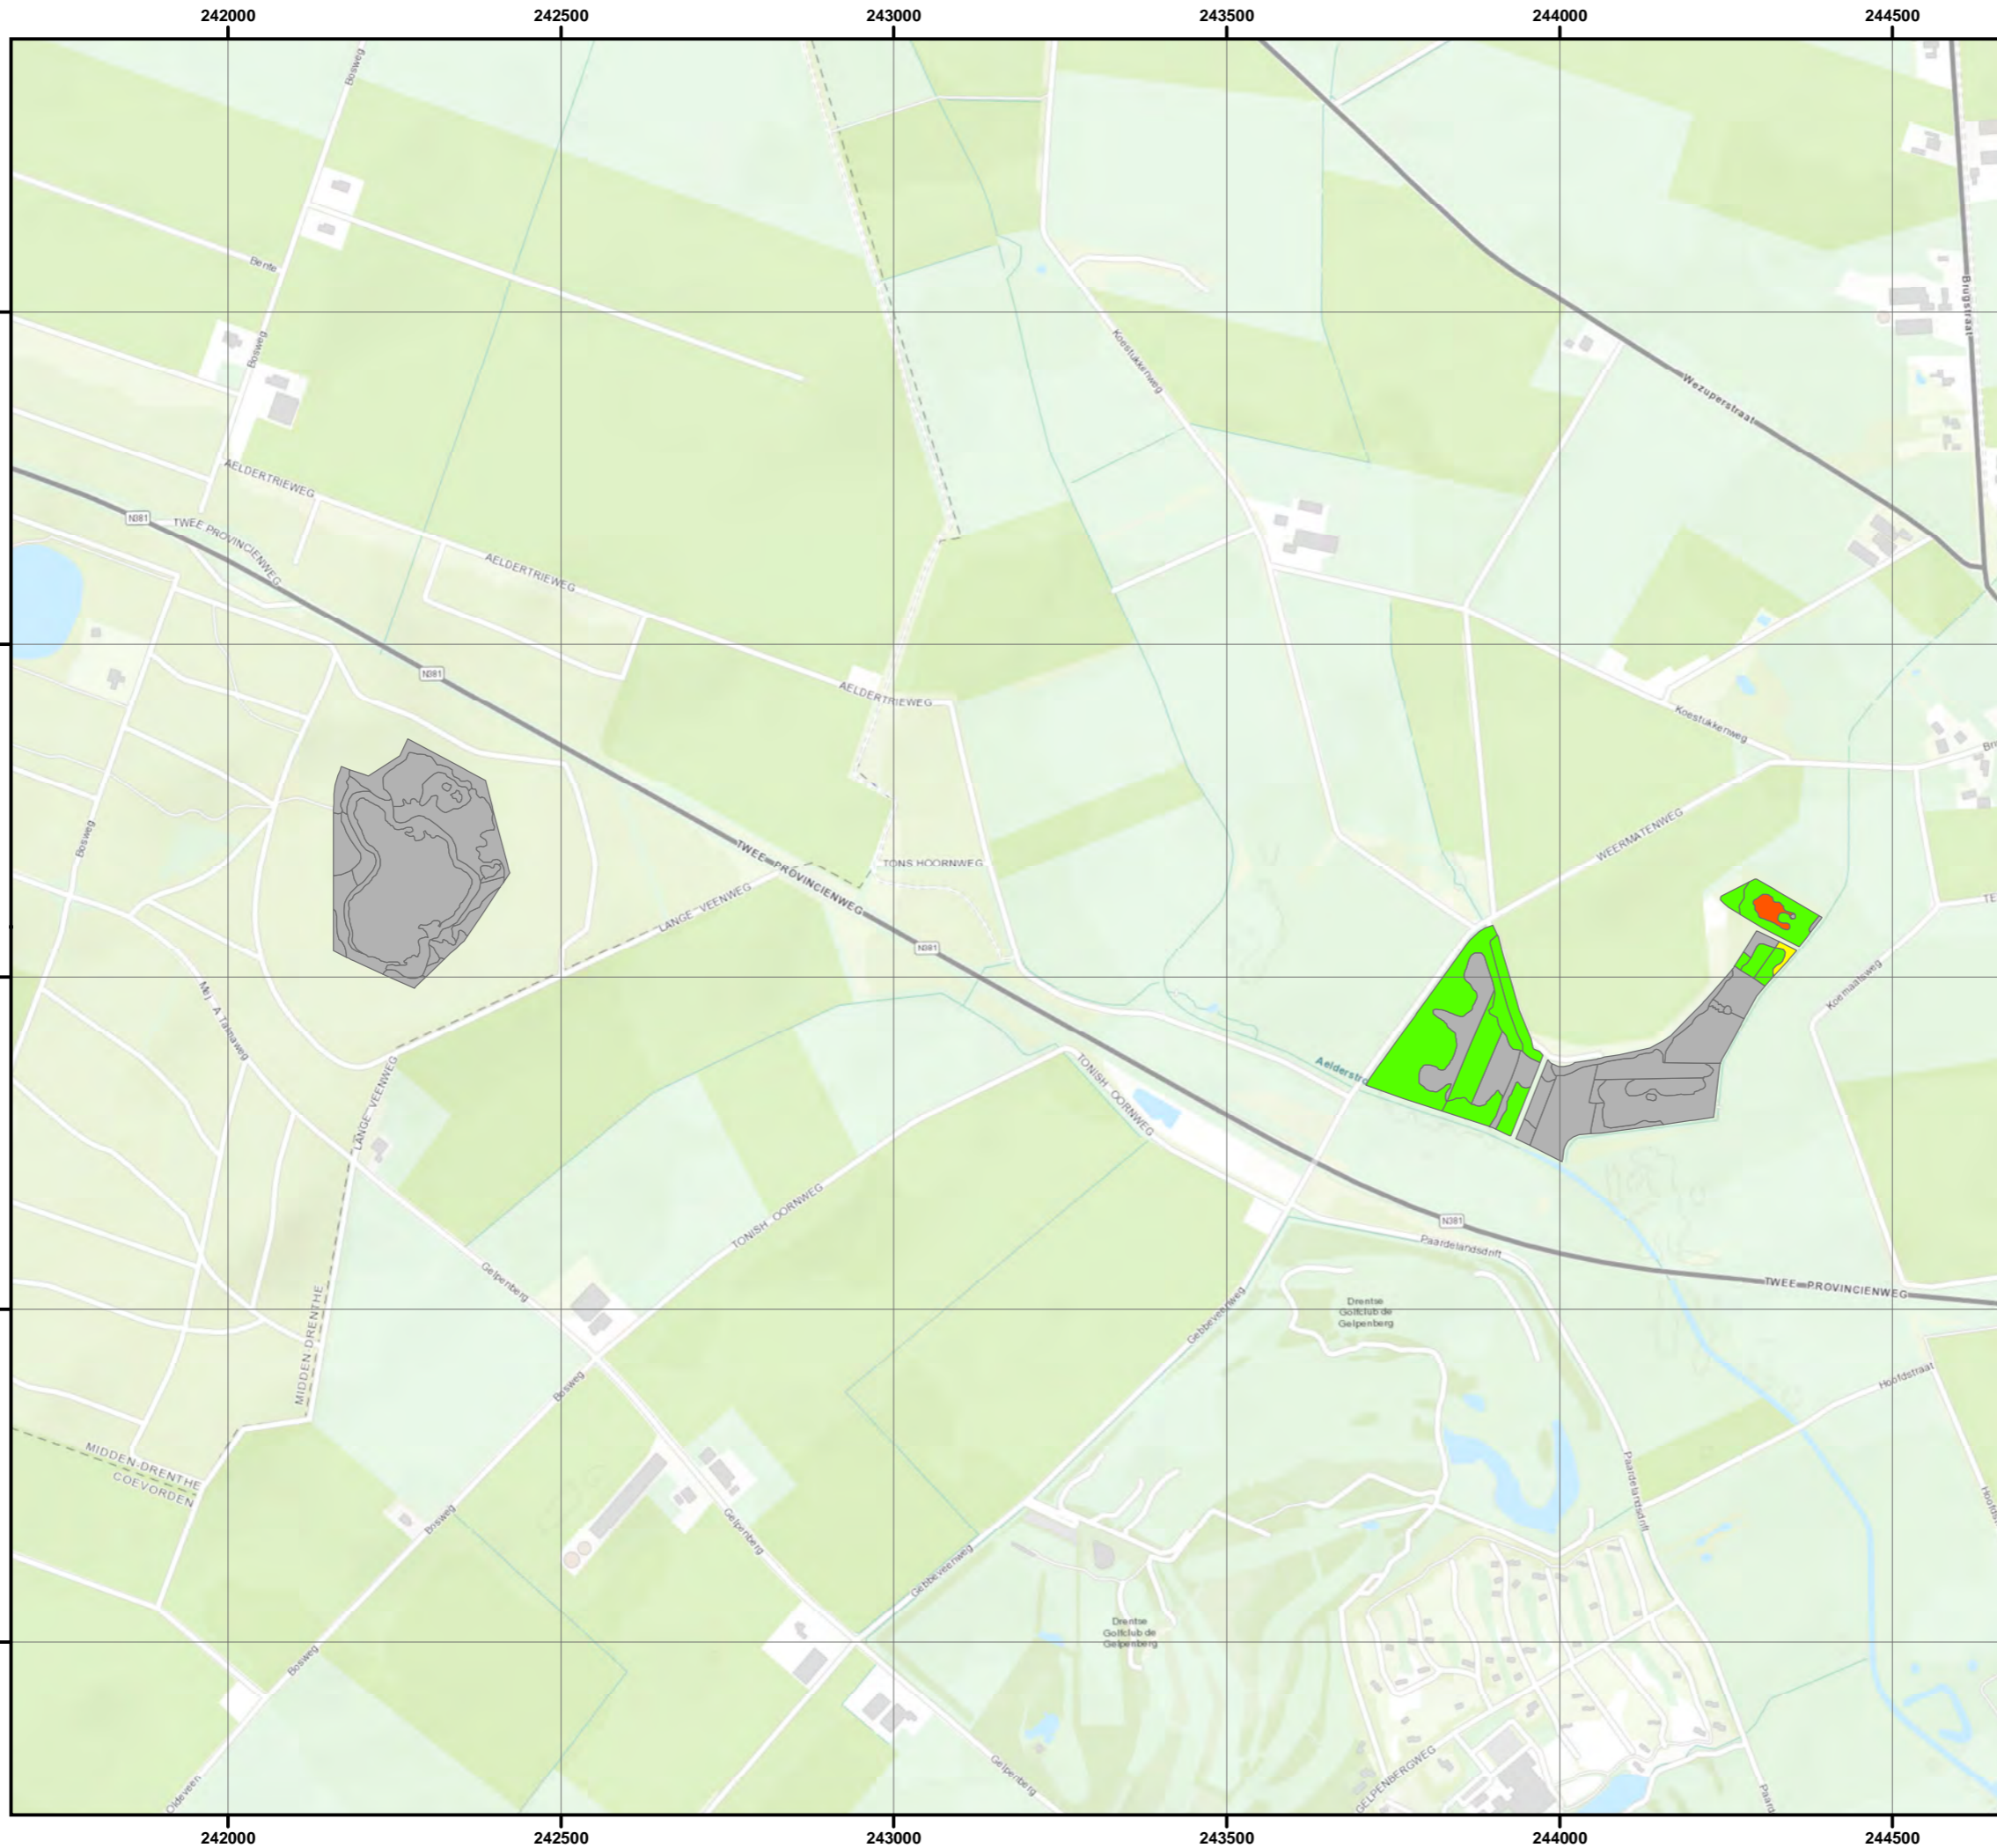 242000 242500 243000 243500 244000 244500
Bosweg
Bente
Bosweg
Koestukkenweg
Brugstraat
Wezuperstraat
AELDERTRIEWEG
N381
TWEE PROVINCIENWEG
AELDERTRIEWEG
N381
AELDERTRIEWEG
Koestukkenweg
Bosweg
TWEE PROVINCIENWEG
TONS HOORNWEG
WEERMATENWEG
LANGE VEENWEG
N381
Koemaatsweg
Mej. A Talmaweg
LANGE VEENWEG
TONISH OORNWEG
TONISH OORNWEG
N381
Paardelandsdrift
TWEE PROVINCIENWEG
Gelpenberg
MIDDEN-DRENTHE
Drentse
Golfclub de
Gelpenberg
Gebbeveenweg
Bosweg
Hoofdstraat
MIDDEN-DRENTHE
COEVORDEN
Bosweg
Gelpenberg
Paardelandsdrift
Gebbeveenweg
Drentse
Golfclub de
Gelpenberg
Bosweg
Gelpenberg
GELPENBERGWEG
Oldeveen
Paard
242000 242500 243000 243500 244000 244500